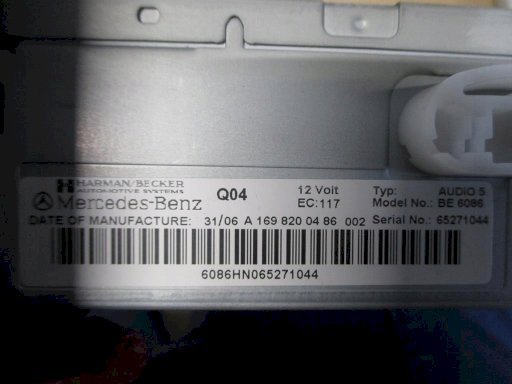 HARMAN/BECKER
AUTOMOTIVE SYSTEMS
Mercedes-Benz Q04 12 Volt EC:117 Typ: AUDIO 5
Model No.: BE 6086
DATE OF MANUFACTURE: 31/06 A 169 820 04 86 002 Serial No.: 65271044
6086HN065271044